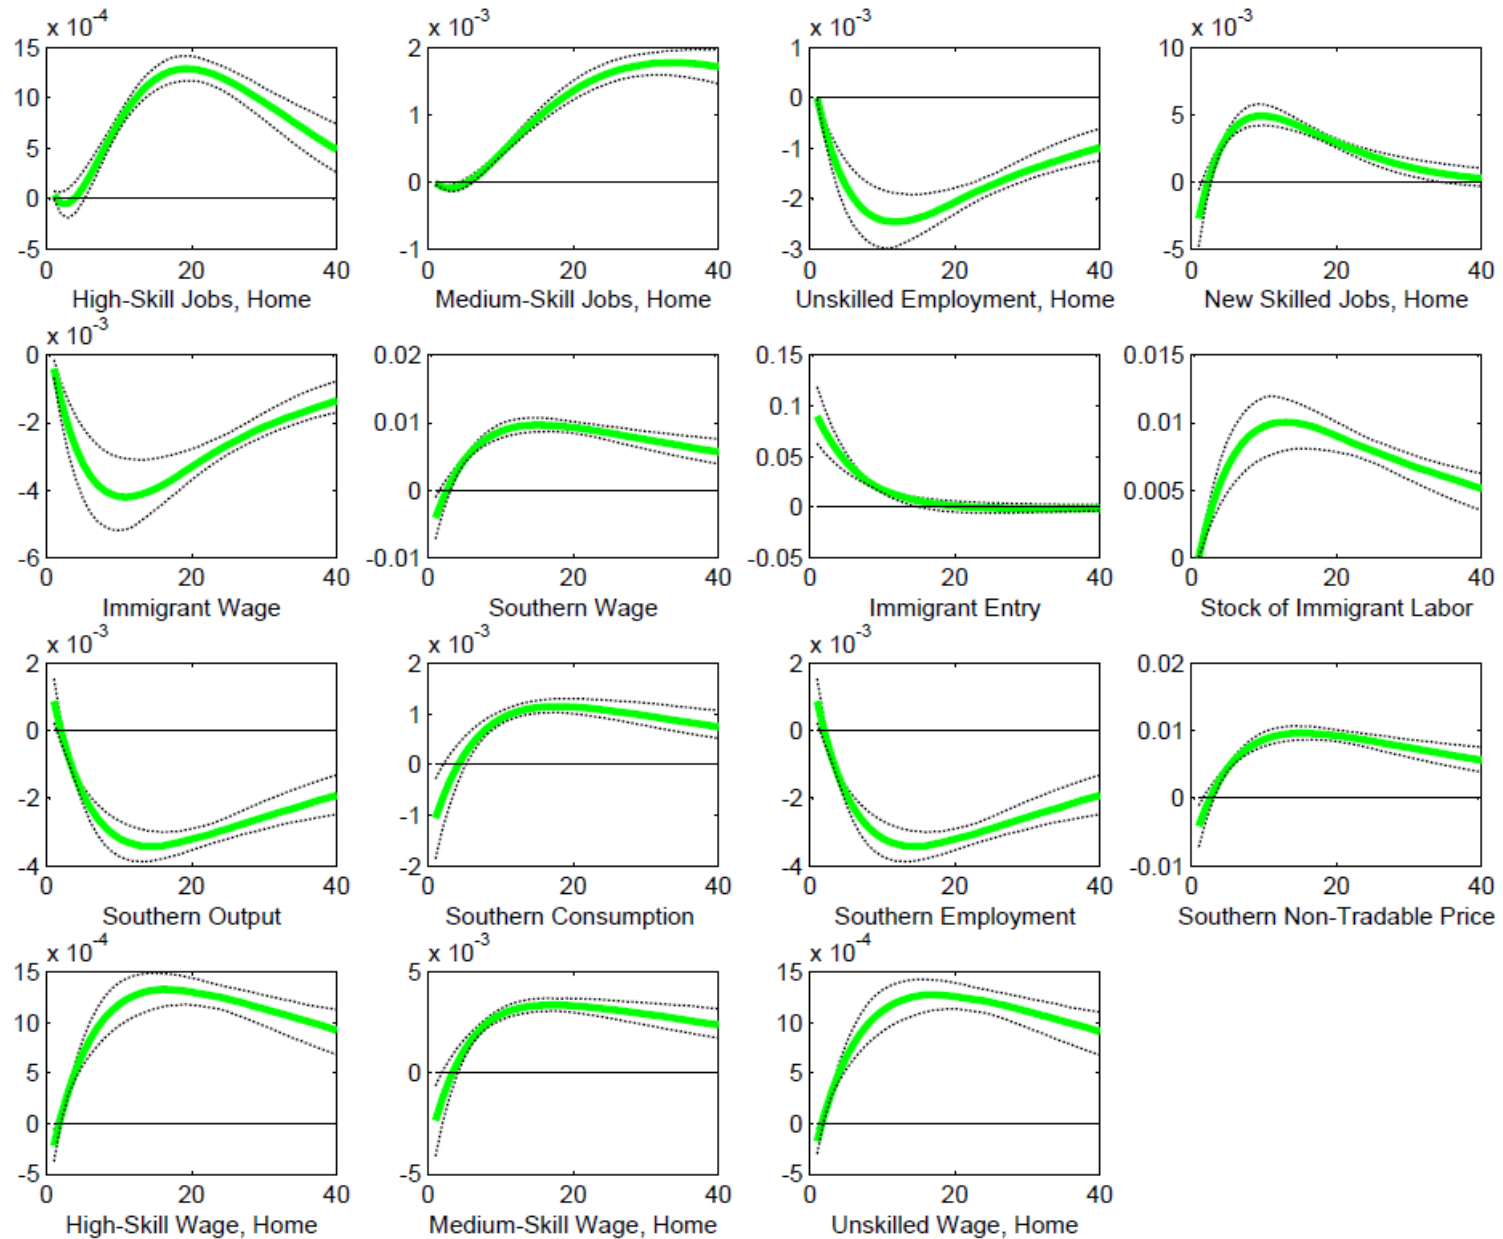 x 10^-4
15
10
5
0
-5
0 20 40
High-Skill Jobs, Home
x 10^-3
2
1
0
-1
0 20 40
Medium-Skill Jobs, Home
x 10^-3
1
0
-1
-2
-3
0 20 40
Unskilled Employment, Home
x 10^-3
10
5
0
-5
0 20 40
New Skilled Jobs, Home
x 10^-3
0
-2
-4
-6
0 20 40
Immigrant Wage
0.02
0.01
0
-0.01
0 20 40
Southern Wage
0.15
0.1
0.05
0
-0.05
0 20 40
Immigrant Entry
0.015
0.01
0.005
0
0 20 40
Stock of Immigrant Labor
x 10^-3
2
0
-2
-4
0 20 40
Southern Output
x 10^-3
2
1
0
-1
-2
0 20 40
Southern Consumption
x 10^-3
2
0
-2
-4
0 20 40
Southern Employment
0.02
0.01
0
-0.01
0 20 40
Southern Non-Tradable Price
x 10^-4
15
10
5
0
-5
0 20 40
High-Skill Wage, Home
x 10^-3
5
0
-5
0 20 40
Medium-Skill Wage, Home
x 10^-4
15
10
5
0
-5
0 20 40
Unskilled Wage, Home